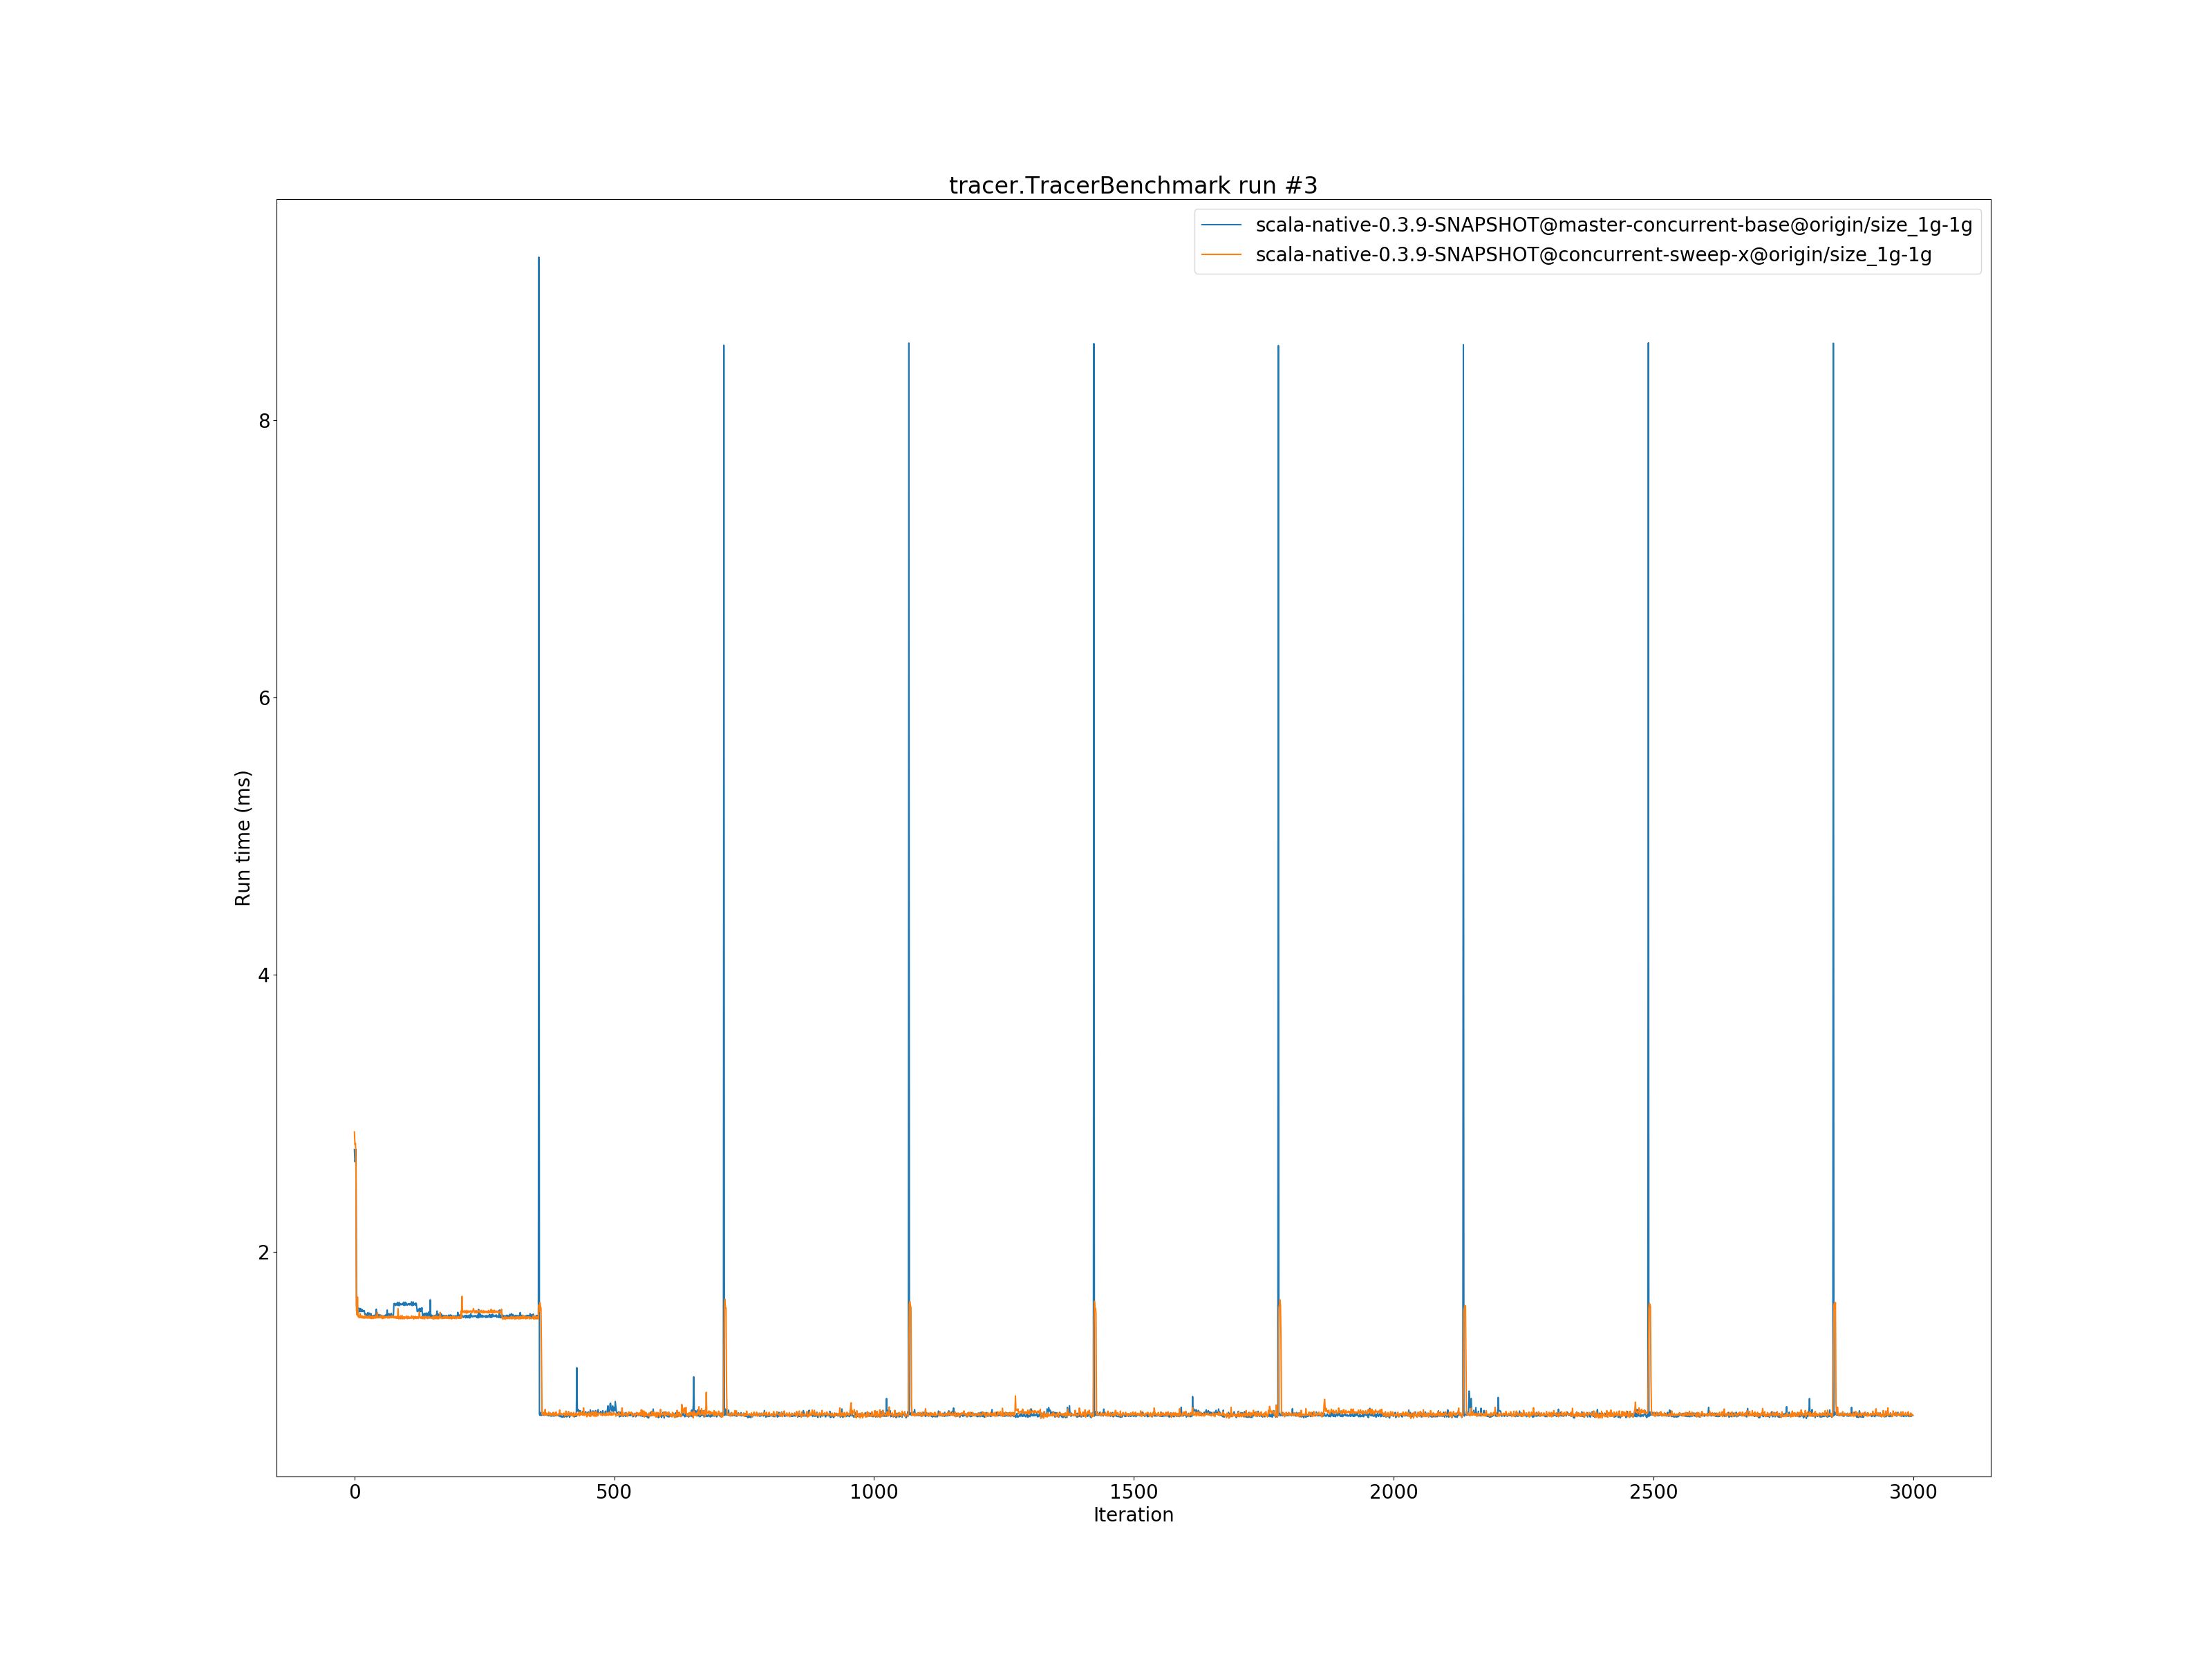 tracer.TracerBenchmark run #3
scala-native-0.3.9-SNAPSHOT@master-concurrent-base@origin/size_1g-1g
scala-native-0.3.9-SNAPSHOT@concurrent-sweep-x@origin/size_1g-1g
Run time (ms)
8
6
4
2
0 500 1000 1500 2000 2500 3000
Iteration